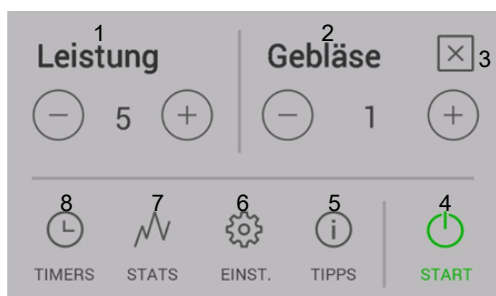 1 2
Leistung Gebläse 3
5 1
8 7 6 5 4
TIMERS STATS EINST. TIPPS START